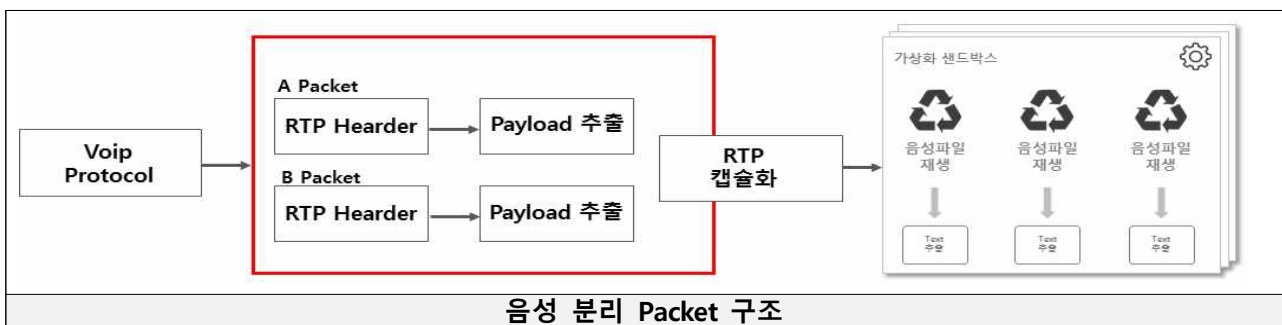 Voip
Protocol
A Packet
RTP Hearder
Payload 추출
B Packet
RTP Hearder
Payload 추출
RTP
캡슐화
가상화 샌드박스
음성파일
재생
음성파일
재생
음성파일
재생
Text
추출
Text
추출
Text
추출
음성 분리 Packet 구조